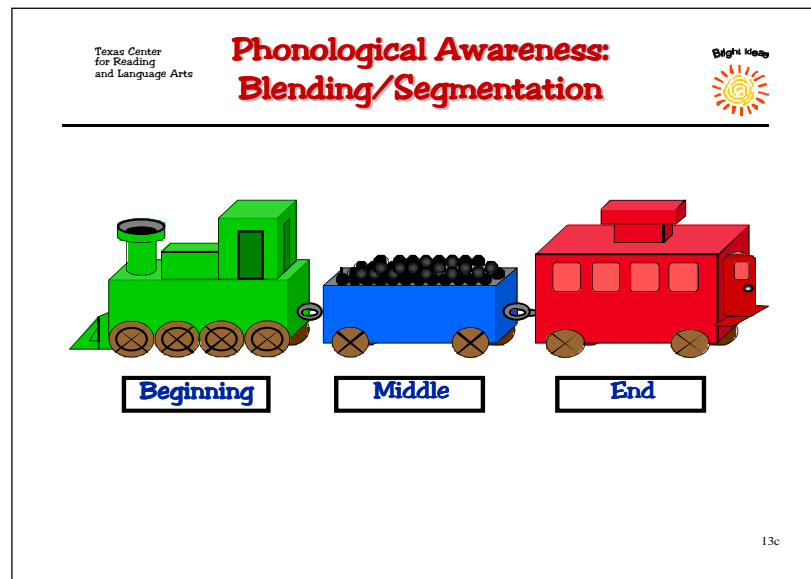 Texas Center
for Reading
and Language Arts
Phonological Awareness:
Blending/Segmentation
Bright Ideas
Beginning
Middle
End
13c